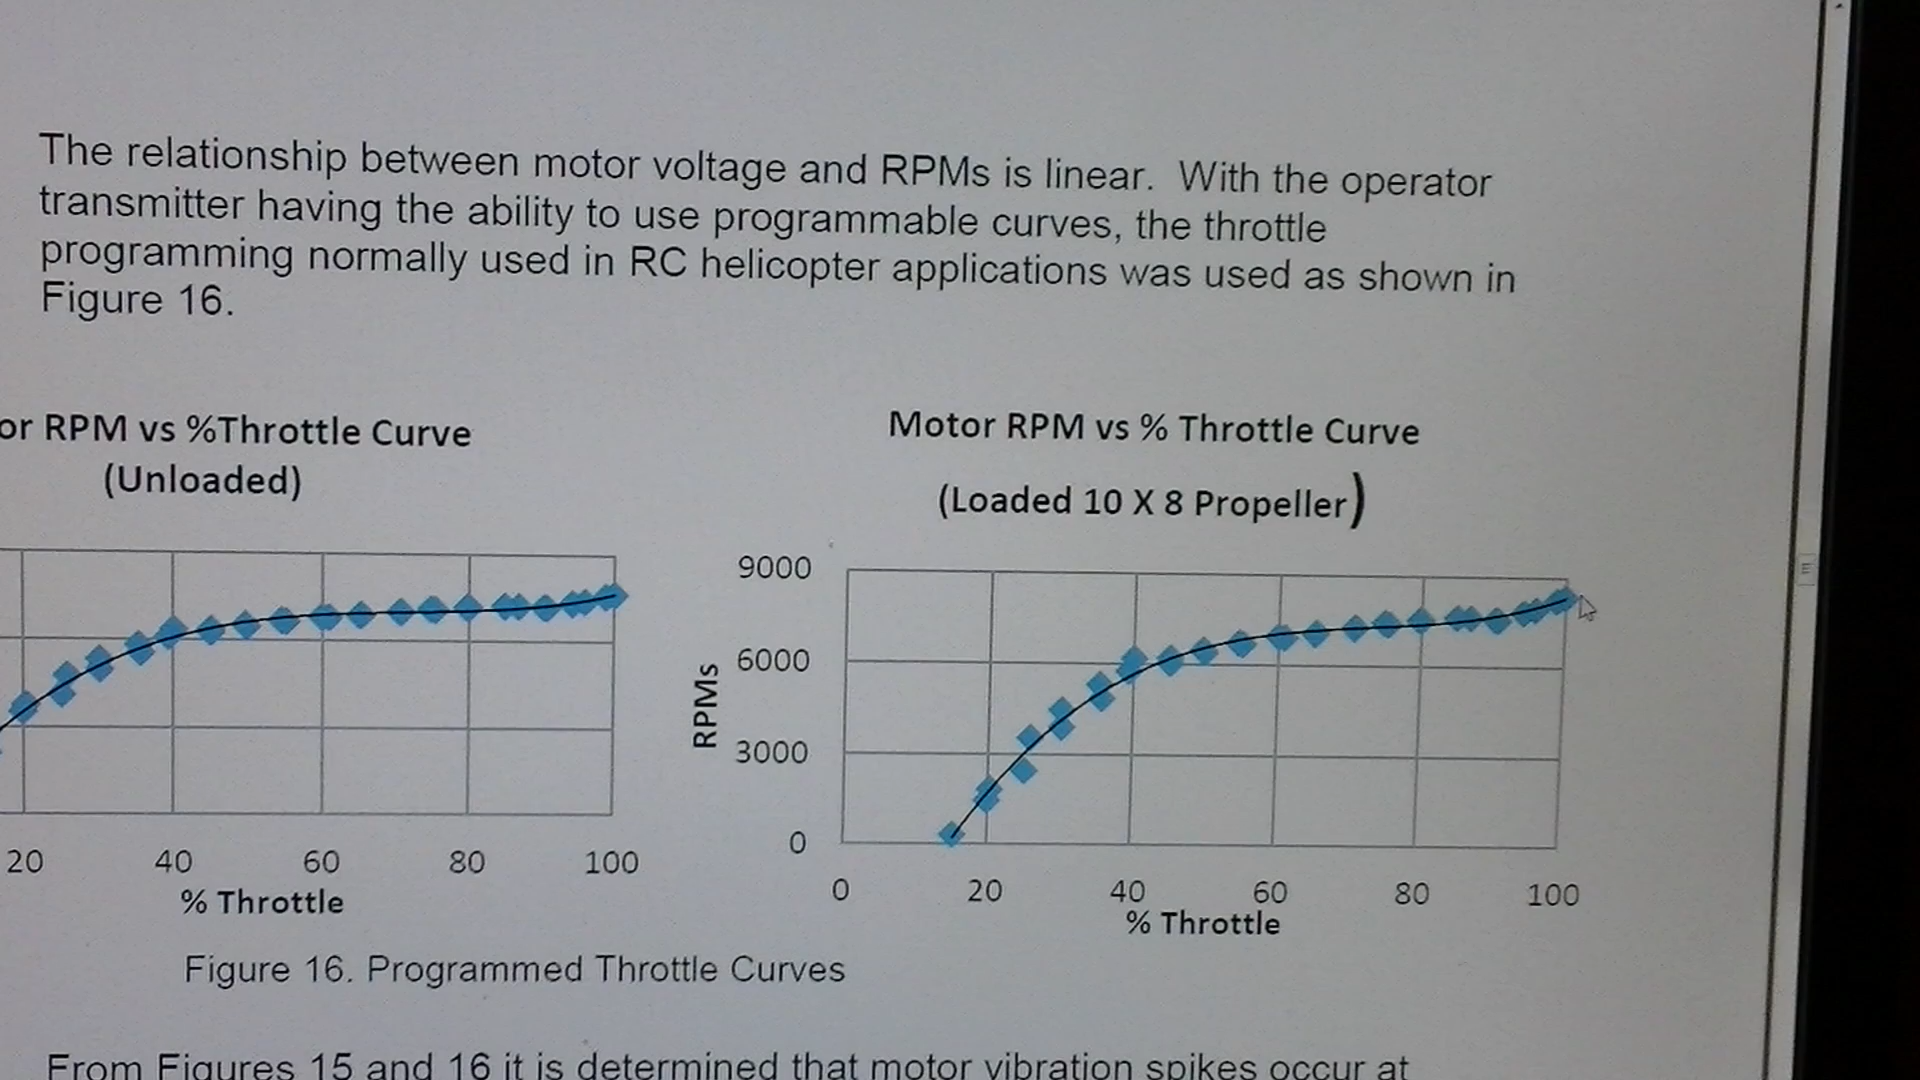 The relationship between motor voltage and RPMs is linear.  With the operator
transmitter having the ability to use programmable curves, the throttle
programming normally used in RC helicopter applications was used as shown in
Figure 16.
or RPM vs %Throttle Curve
(Unloaded)
20 40 60 80 100
% Throttle
Motor RPM vs % Throttle Curve
(Loaded 10 X 8 Propeller)
RPMs
9000
6000
3000
0
0 20 40 60 80 100
% Throttle
Figure 16. Programmed Throttle Curves
From Figures 15 and 16 it is determined that motor vibration spikes occur at